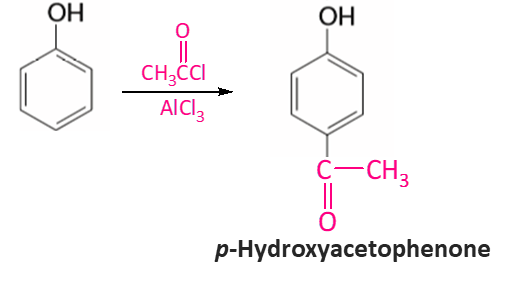 OH
OH
O
CH₃CCl
AlCl₃
C—CH₃
O
p-Hydroxyacetophenone